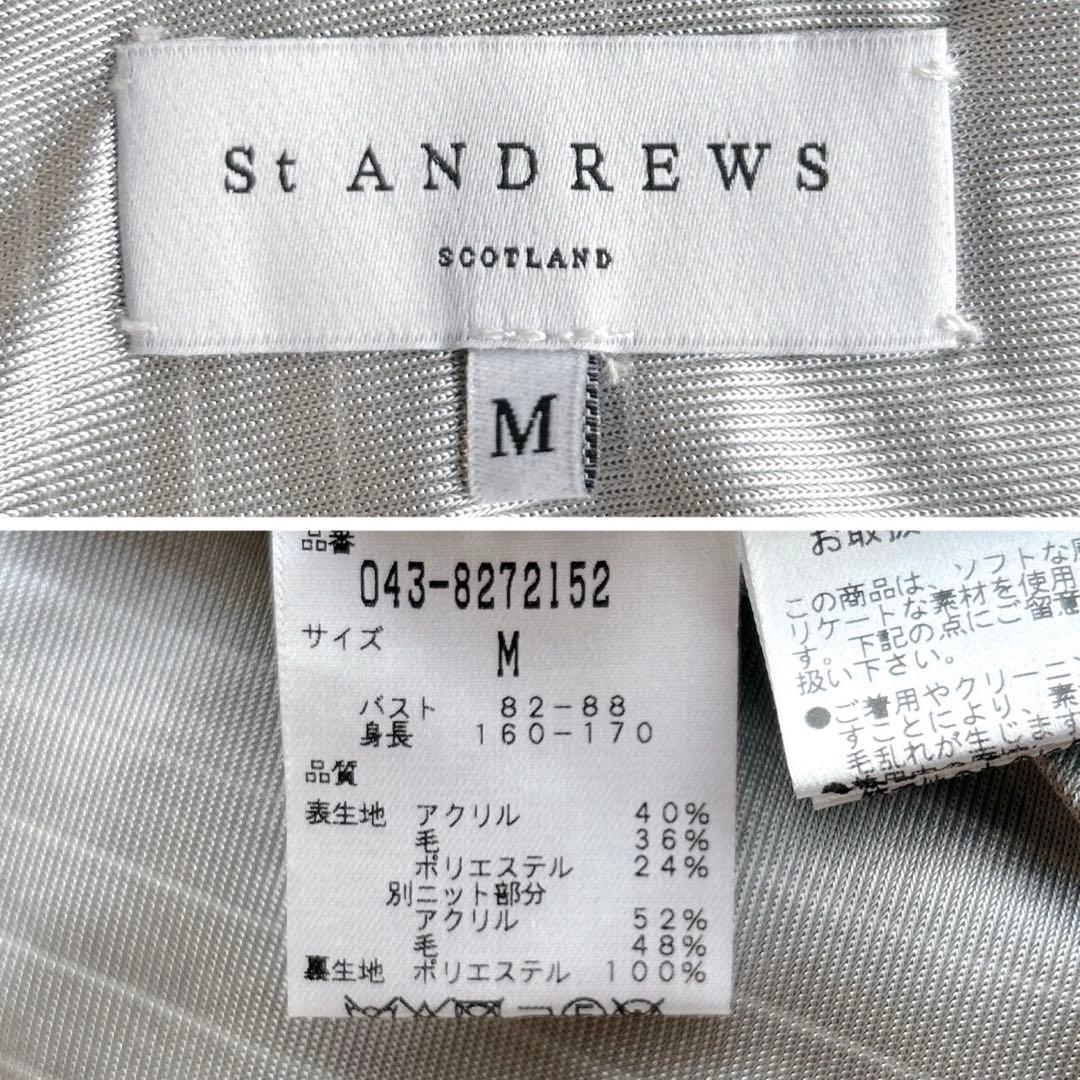 St ANDREWS
SCOTLAND
M
品番
043-8272152
サイズ
M
バスト 82-88
身長 160-170
品質
表生地 アクリル 40%
毛 36%
ポリエステル 24%
別ニット部分
アクリル 52%
毛 48%
裏生地 ポリエステル 100%
お取扱
この商品は、ソフトな風
リケートな素材を使用
す。下記の点にご留意
扱い下さい。
●ご着用やクリーニン
すことにより、素
毛乱れが生じます